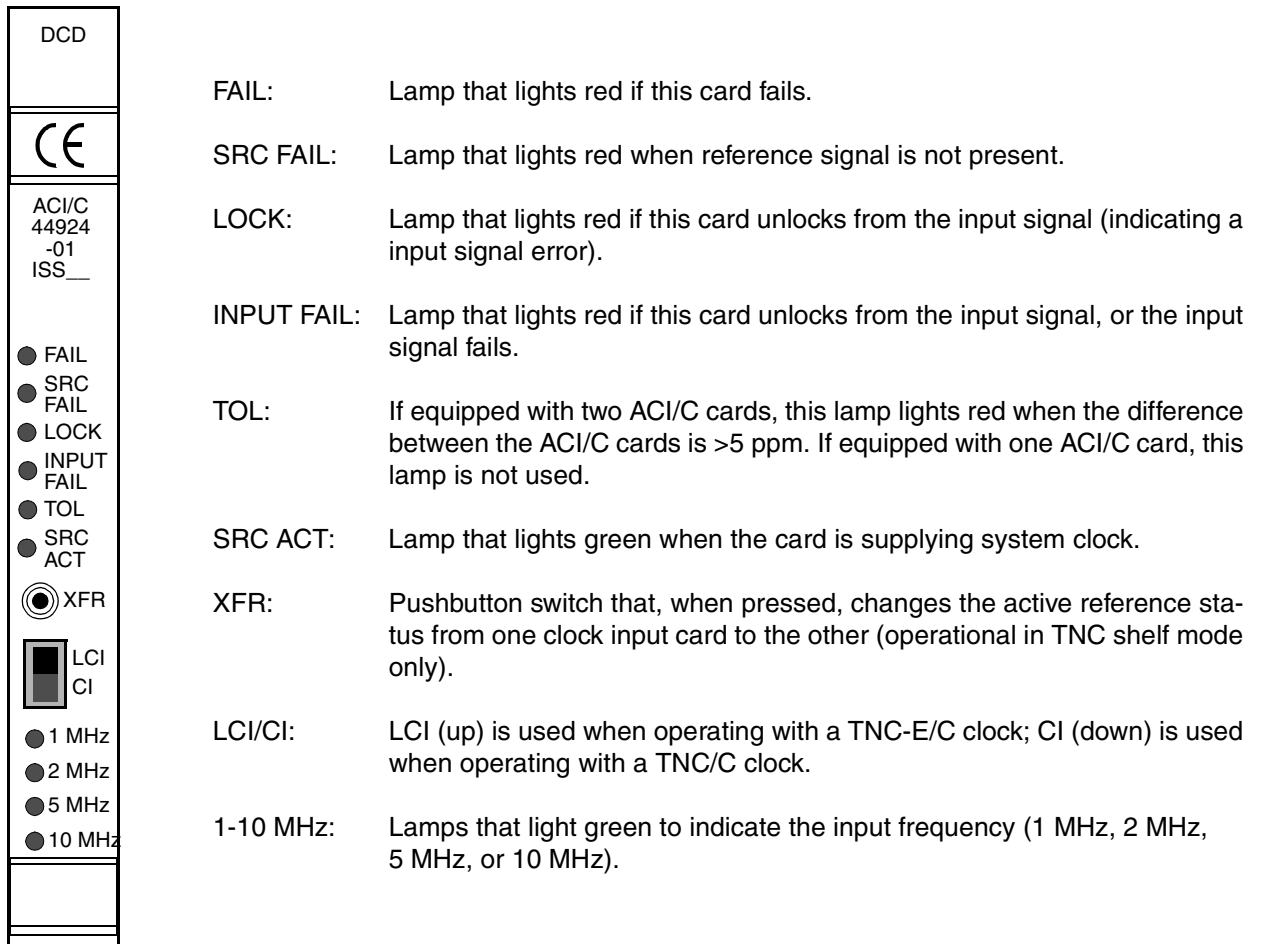 DCD
CE
ACI/C
44924
-01
ISS__
FAIL
SRC
FAIL
LOCK
INPUT
FAIL
TOL
SRC
ACT
XFR
LCI
CI
1 MHz
2 MHz
5 MHz
10 MHz
FAIL: Lamp that lights red if this card fails.
SRC FAIL: Lamp that lights red when reference signal is not present.
LOCK: Lamp that lights red if this card unlocks from the input signal (indicating a
input signal error).
INPUT FAIL: Lamp that lights red if this card unlocks from the input signal, or the input
signal fails.
TOL: If equipped with two ACI/C cards, this lamp lights red when the difference
between the ACI/C cards is >5 ppm. If equipped with one ACI/C card, this
lamp is not used.
SRC ACT: Lamp that lights green when the card is supplying system clock.
XFR: Pushbutton switch that, when pressed, changes the active reference sta-
tus from one clock input card to the other (operational in TNC shelf mode
only).
LCI/CI: LCI (up) is used when operating with a TNC-E/C clock; CI (down) is used
when operating with a TNC/C clock.
1-10 MHz: Lamps that light green to indicate the input frequency (1 MHz, 2 MHz,
5 MHz, or 10 MHz).